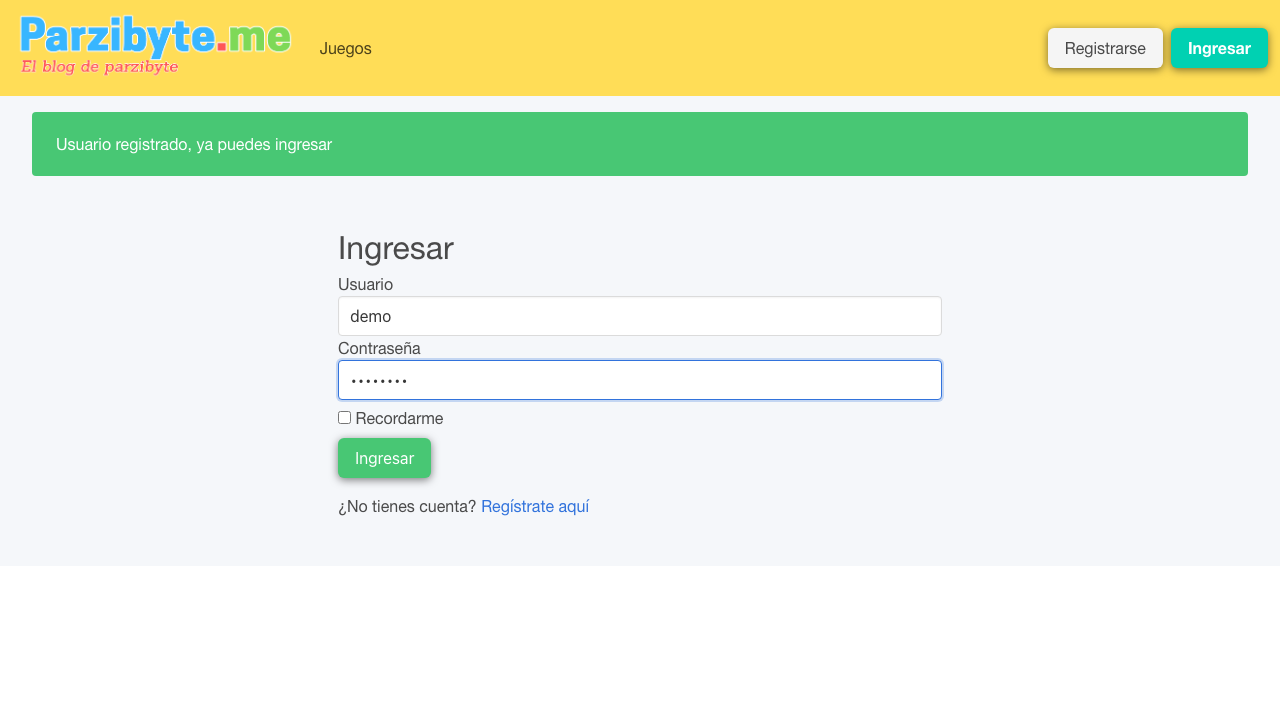 Parzibyte.me
El blog de parzibyte
Juegos
Registrarse
Ingresar
Usuario registrado, ya puedes ingresar
Ingresar
Usuario
demo
Contraseña
••••••••
Recordarme
Ingresar
¿No tienes cuenta? Regístrate aquí